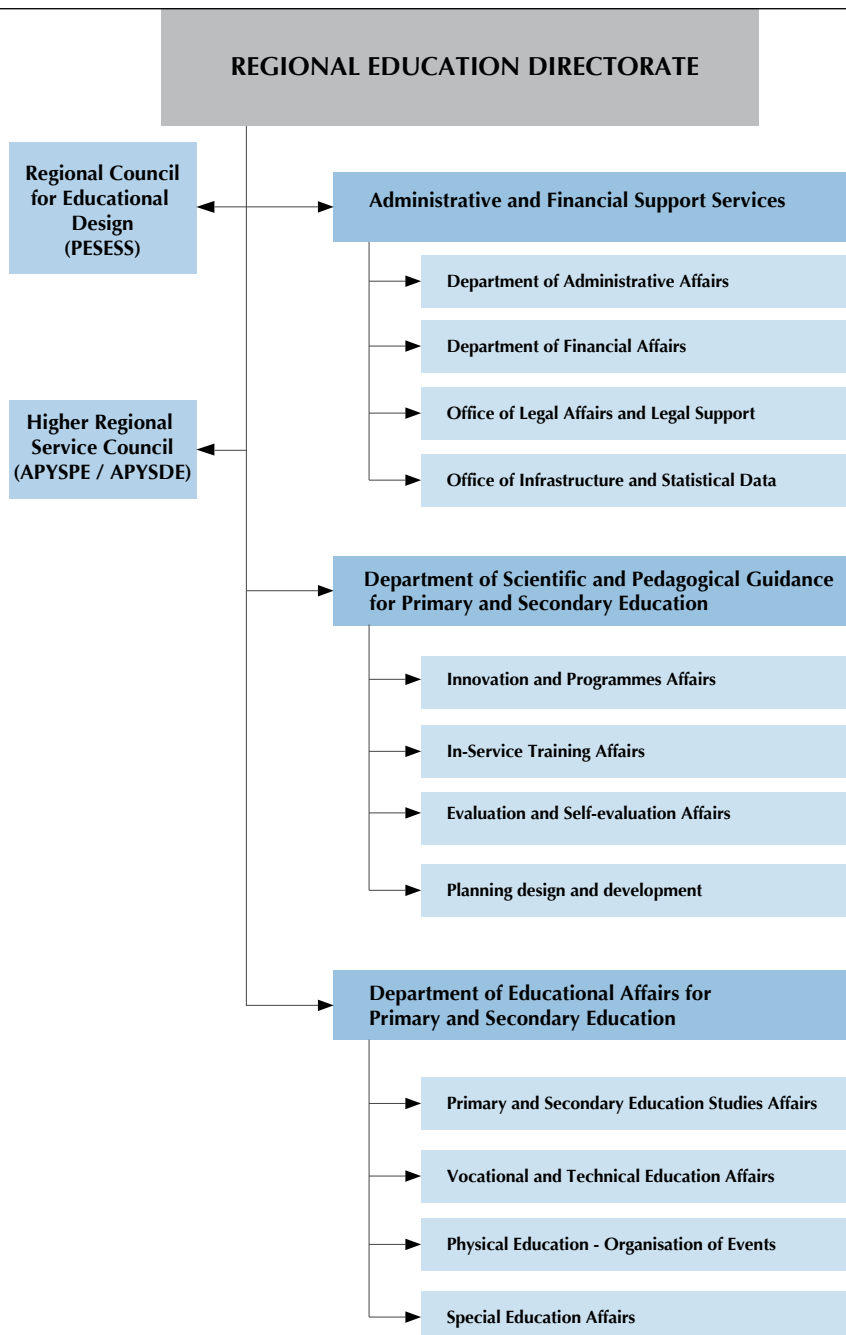 REGIONAL EDUCATION DIRECTORATE
Regional Council
for Educational
Design
(PESESS)
Administrative and Financial Support Services
Department of Administrative Affairs
Department of Financial Affairs
Higher Regional
Service Council
(APYSPE / APYSDE)
Office of Legal Affairs and Legal Support
Office of Infrastructure and Statistical Data
Department of Scientific and Pedagogical Guidance
for Primary and Secondary Education
Innovation and Programmes Affairs
In-Service Training Affairs
Evaluation and Self-evaluation Affairs
Planning design and development
Department of Educational Affairs for
Primary and Secondary Education
Primary and Secondary Education Studies Affairs
Vocational and Technical Education Affairs
Physical Education - Organisation of Events
Special Education Affairs